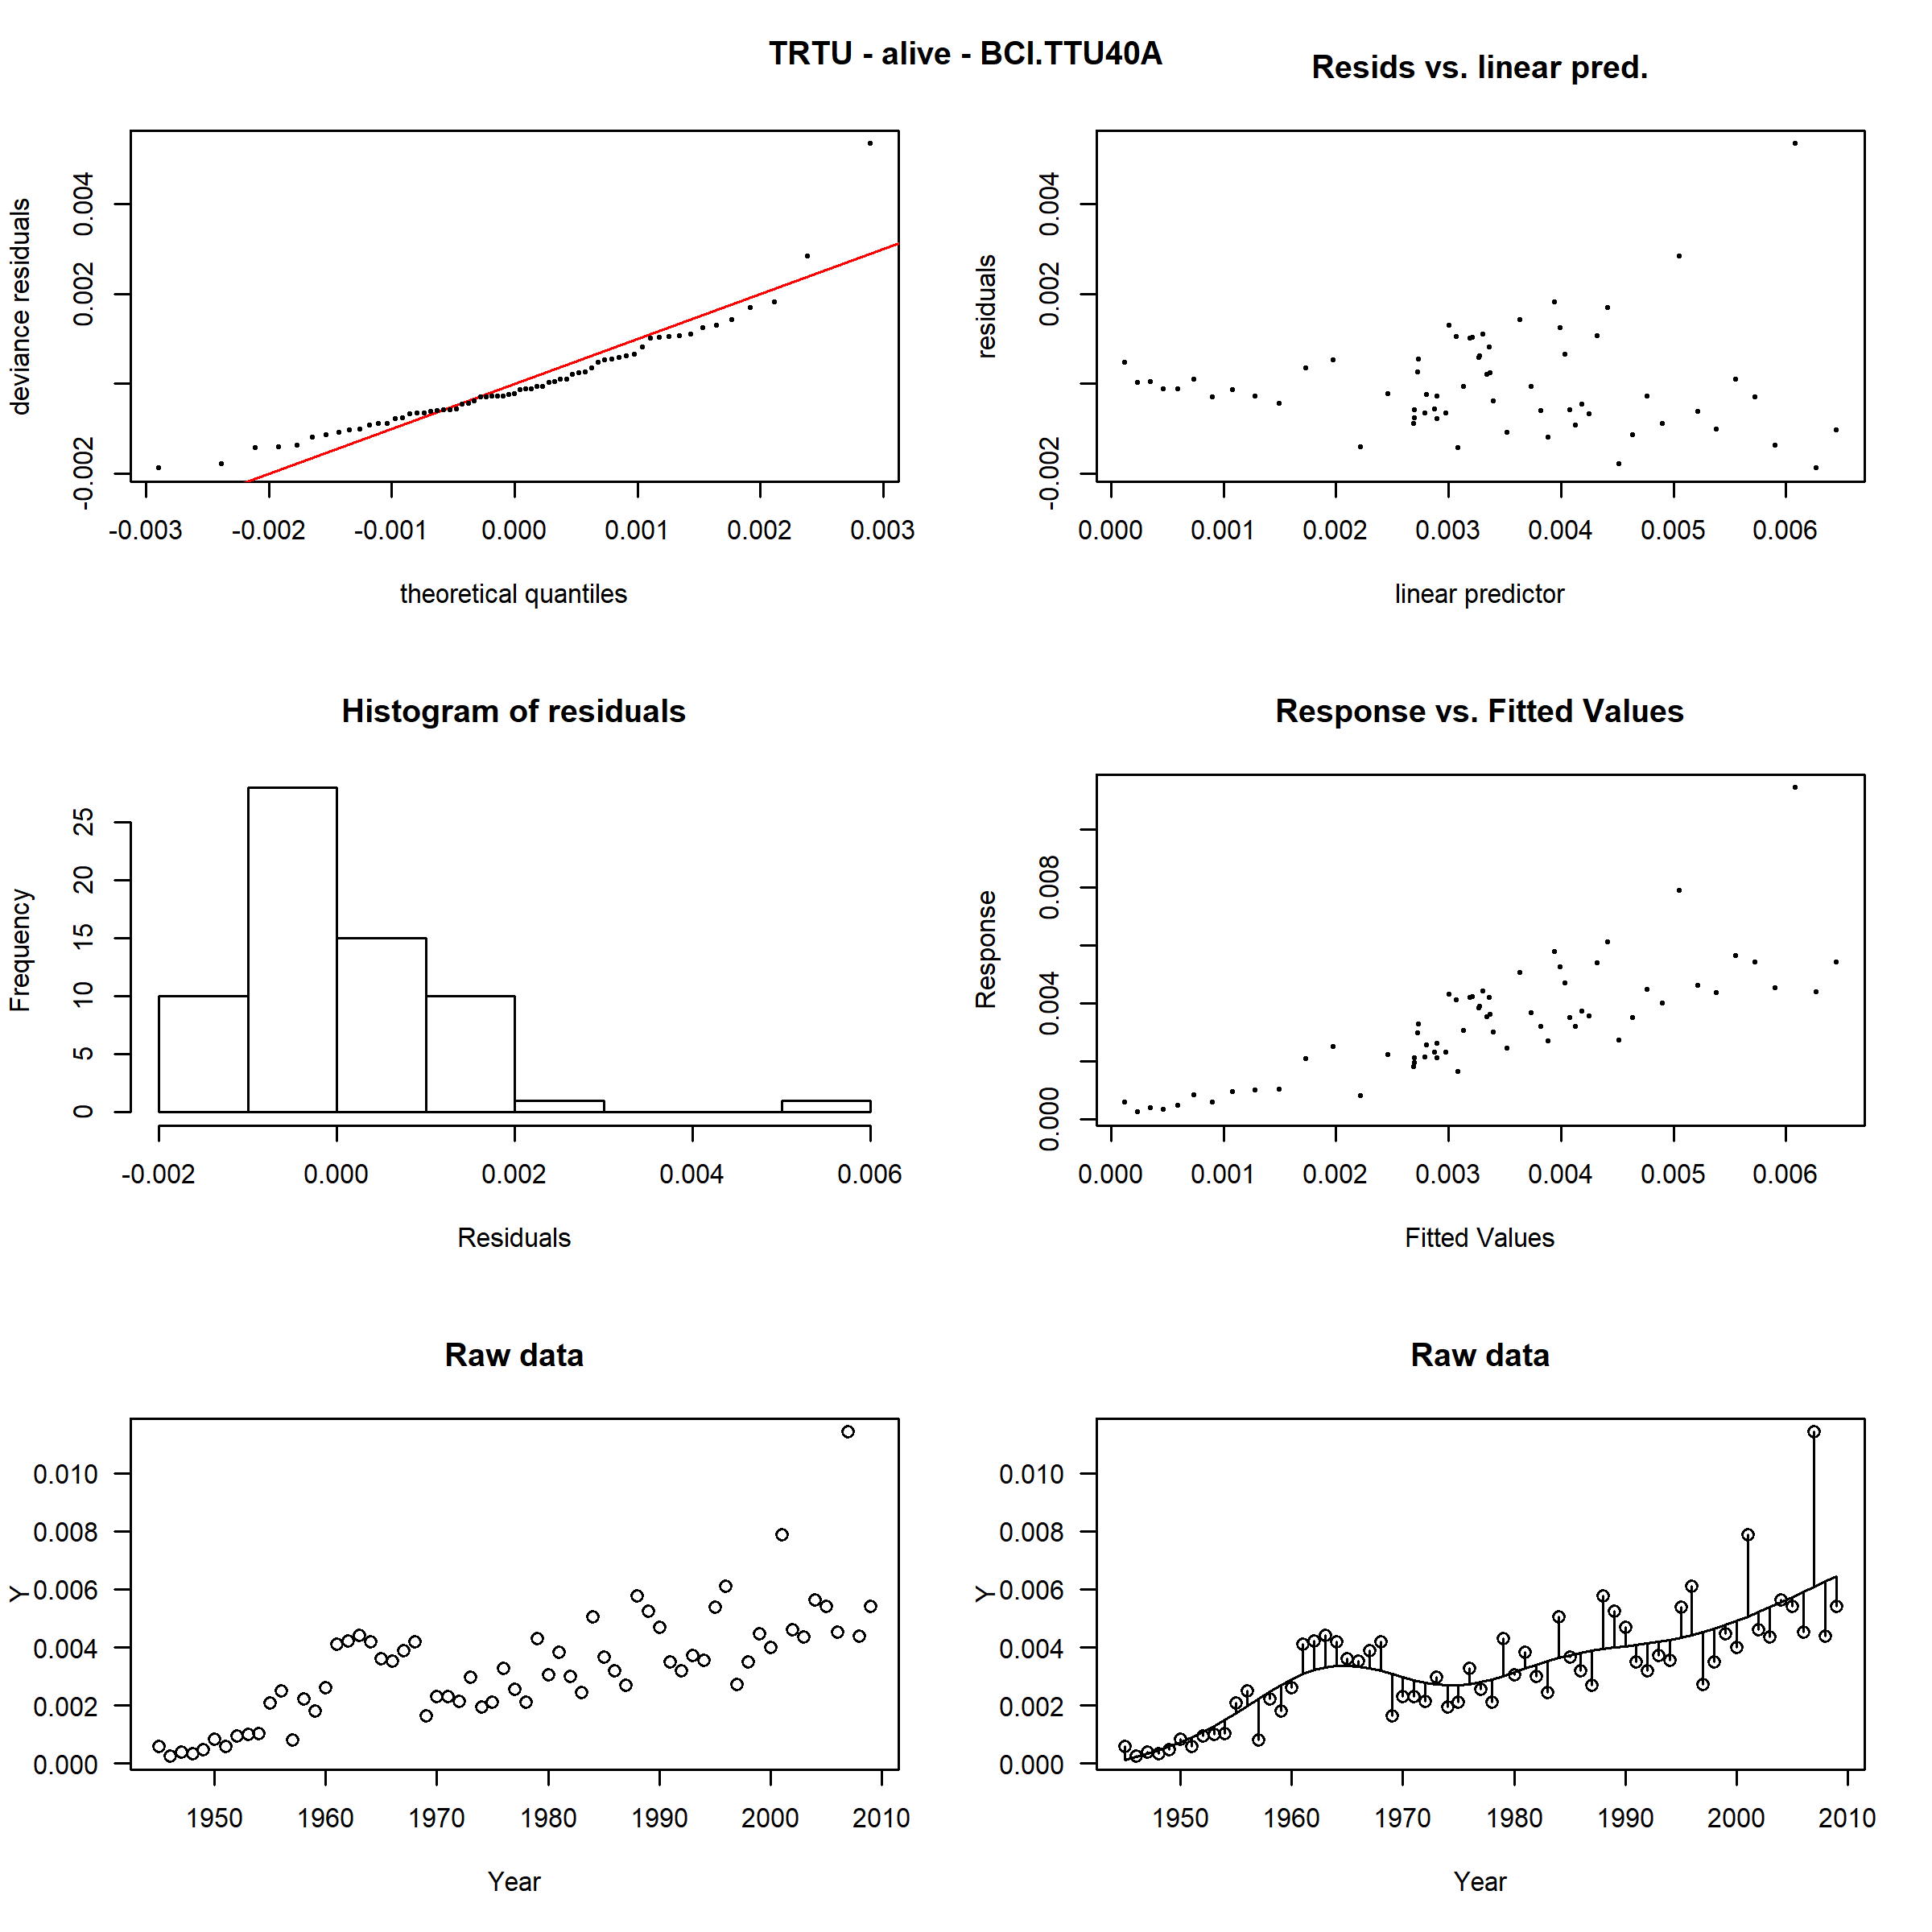 TRTU - alive - BCI.TTU40A
Resids vs. linear pred.
deviance residuals
-0.002 0.002 0.004
-0.003 -0.002 -0.001 0.000 0.001 0.002 0.003
theoretical quantiles
residuals
-0.002 0.002 0.004
0.000 0.001 0.002 0.003 0.004 0.005 0.006
linear predictor
Histogram of residuals
Frequency
0 5 10 15 20 25
-0.002 0.000 0.002 0.004 0.006
Residuals
Response vs. Fitted Values
Response
0.000 0.004 0.008
0.000 0.001 0.002 0.003 0.004 0.005 0.006
Fitted Values
Raw data
Y
0.010
0.008
0.006
0.004
0.002
0.000
1950 1960 1970 1980 1990 2000 2010
Year
Raw data
Y
0.010
0.008
0.006
0.004
0.002
0.000
1950 1960 1970 1980 1990 2000 2010
Year